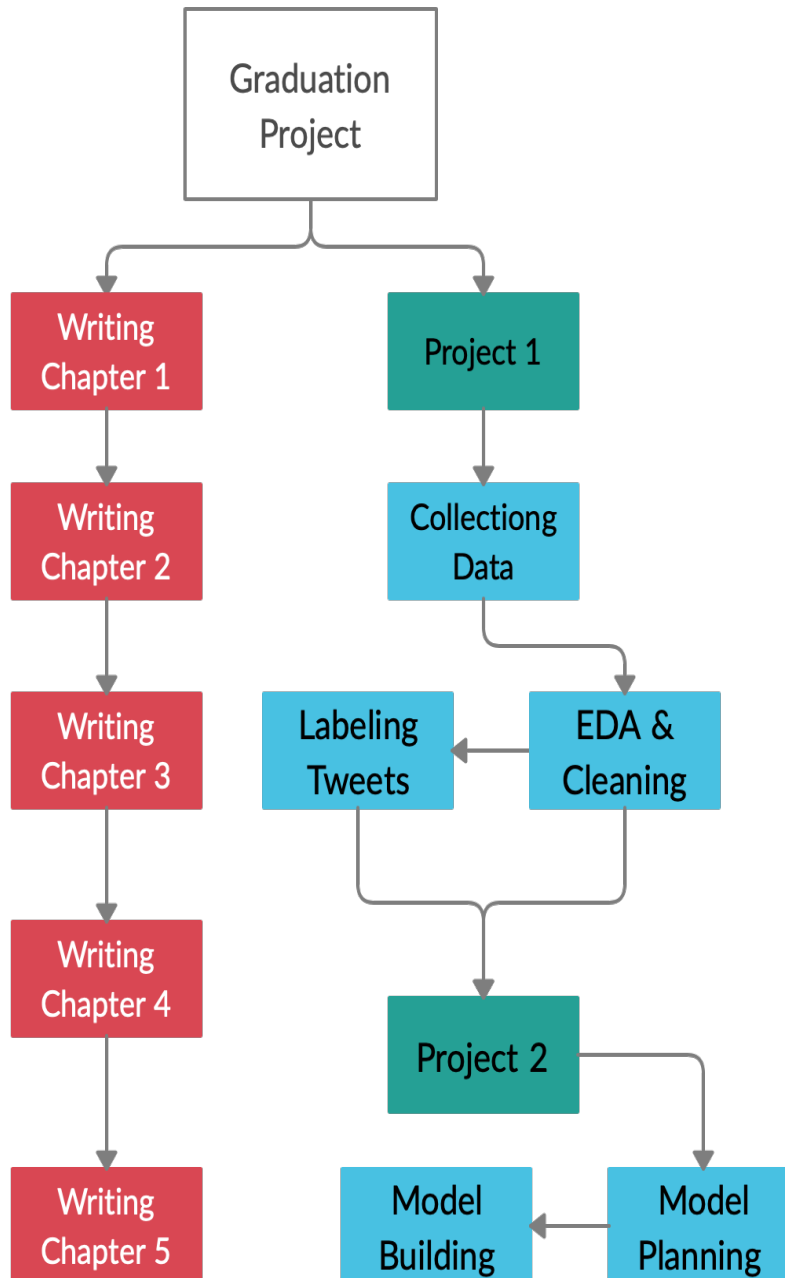 Graduation
Project
Writing
Chapter 1
Project 1
Writing
Chapter 2
Collectiong
Data
Writing
Chapter 3
Labeling
Tweets
EDA &
Cleaning
Writing
Chapter 4
Project 2
Writing
Chapter 5
Model
Building
Model
Planning